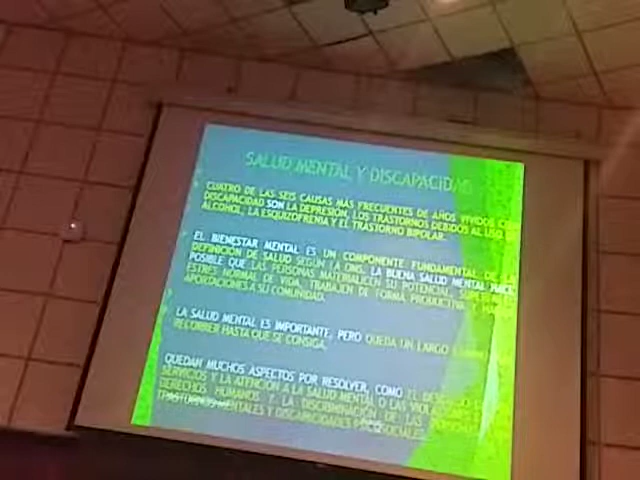 SALUD MENTAL Y DISCAPACIDAD
CUATRO DE LAS SEIS CAUSAS MÁS FRECUENTES DE AÑOS VIVIDOS
DISCAPACIDAD SON LA DEPRESIÓN, LOS TRASTORNOS DEBIDOS AL USO
ALCOHOL, LA ESQUIZOFRENIA Y EL TRASTORNO BIPOLAR.
EL BIENESTAR MENTAL ES UN COMPONENTE FUNDAMENTAL DE
DEFINICIÓN DE SALUD SEGÚN LA OMS. LA BUENA SALUD MENTAL HACE
POSIBLE QUE LAS PERSONAS MATERIALICEN SU POTENCIAL,
ESTRÉS NORMAL DE VIDA, TRABAJEN DE FORMA PRODUCTIVA Y
APORTACIONES A SU COMUNIDAD.
LA SALUD MENTAL ES IMPORTANTE, PERO QUEDA UN LARGO
RECORRER HASTA QUE SE CONSIGA.
QUEDAN MUCHOS ASPECTOS POR RESOLVER, COMO EL
SERVICIOS Y LA ATENCIÓN A LA SALUD MENTAL O LAS
DERECHOS HUMANOS Y LA DISCRIMINACIÓN DE LAS
TRASTORNOS MENTALES Y DISCAPACIDADES PSICOSOCIALES.